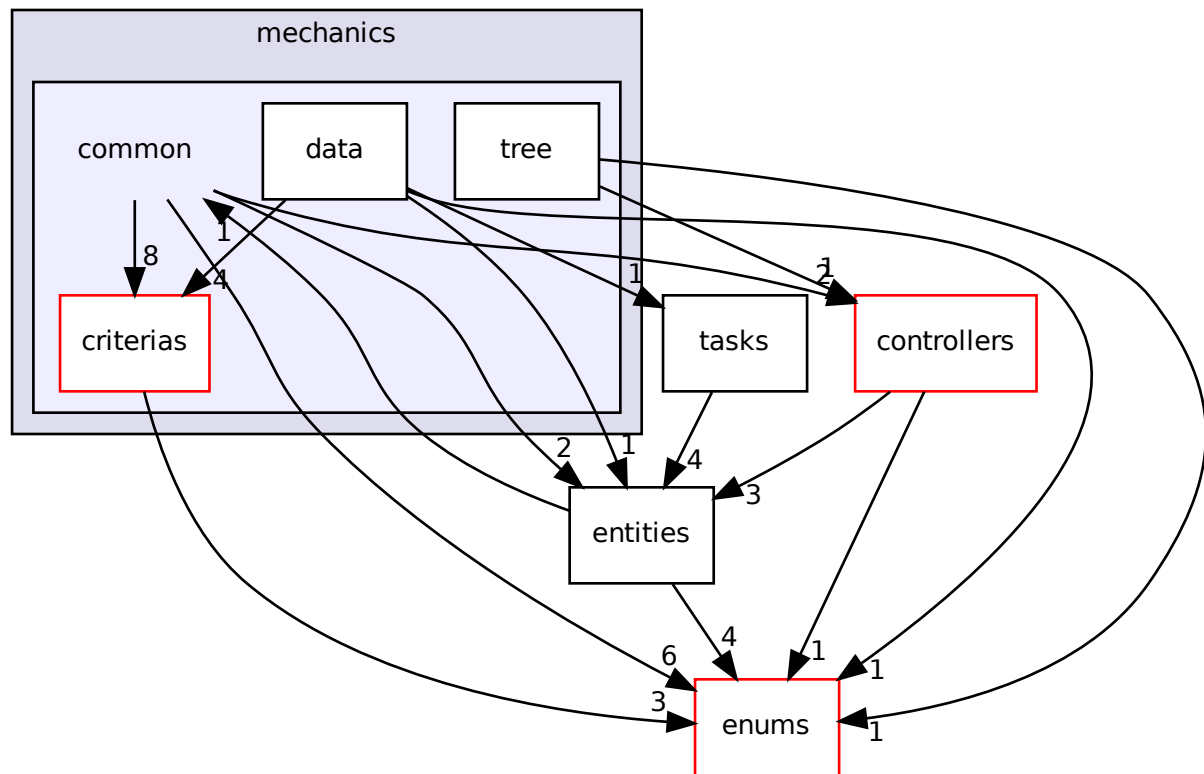 mechanics
common
data
tree
1
8
4
1
2
1
criterias
tasks
controllers
2
1
4
3
entities
6
4
1
3
1
1
enums